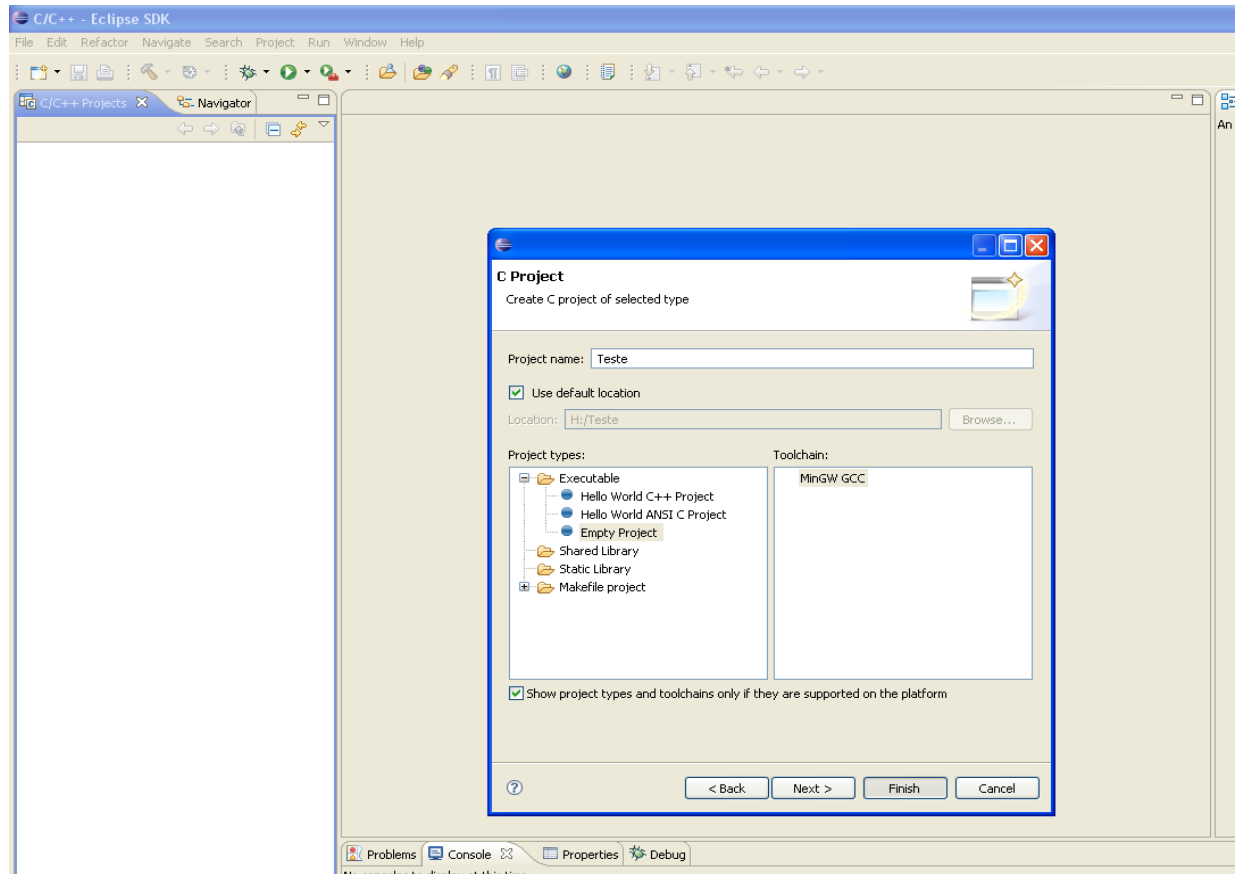 C/C++ - Eclipse SDK
File Edit Refactor Navigate Search Project Run Window Help
C/C++ Projects Navigator
An
C Project
Create C project of selected type
Project name: Teste
Use default location
Location: H:/Teste Browse...
Project types: Toolchain:
Executable MinGW GCC
Hello World C++ Project
Hello World ANSI C Project
Empty Project
Shared Library
Static Library
Makefile project
Show project types and toolchains only if they are supported on the platform
< Back Next > Finish Cancel
Problems Console Properties Debug